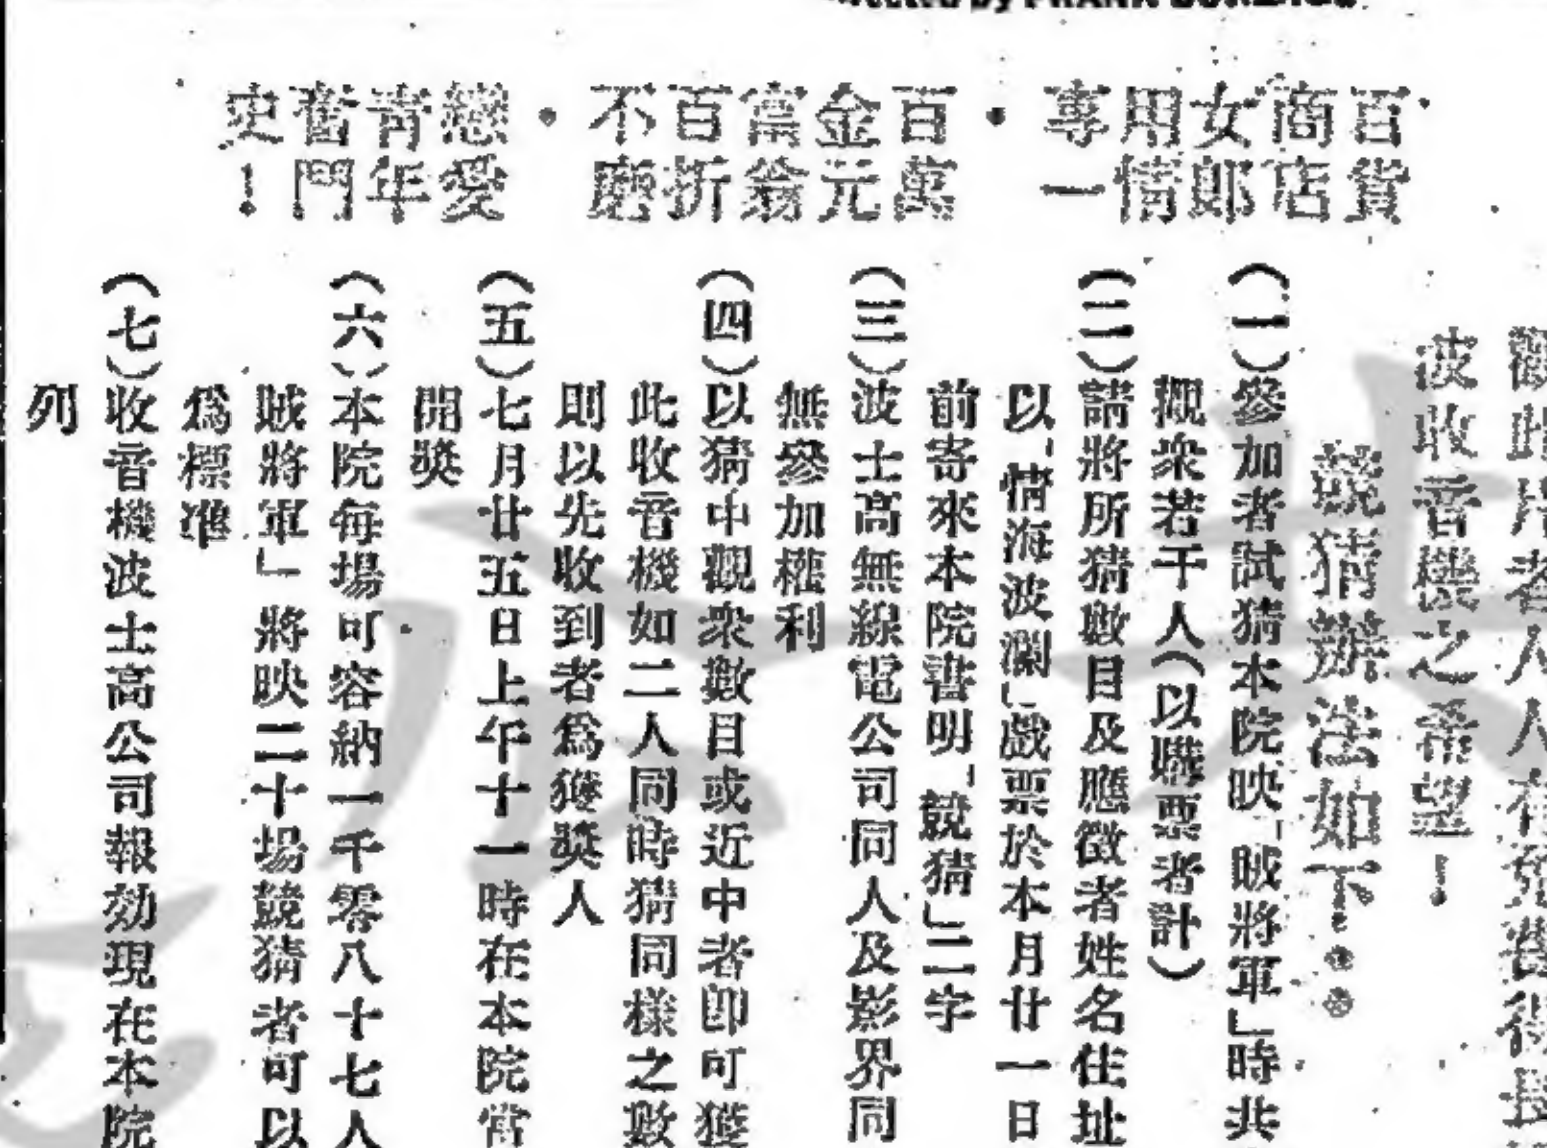 Directed by FRANK BORZAGE
百貨商店女郎用情專一・百萬金元富翁百折不磨・戀愛青年奮鬥史！
觀此片者人人有
波收音機之希望！
競猜辦法如下：
（一）參加者試猜本院映「賊將軍」時共
觀衆若干人（以購票者計）
（二）請將所猜數目及應徵者姓名住址
以「情海波瀾」戲票於本月廿一日
前寄來本院書明「競猜」二字
（三）波士高無線電公司同人及影界同
無參加權利
（四）以猜中觀衆數目或近中者即可獲
此收音機如二人同時猜同樣之數
則以先收到者爲獲獎人
（五）七月廿五日上午十一時在本院當
開獎
（六）本院每場可容納一千零八十七人
賊將軍」將映二十場競猜者可以
爲標準
（七）收音機波士高公司報効現在本院
列